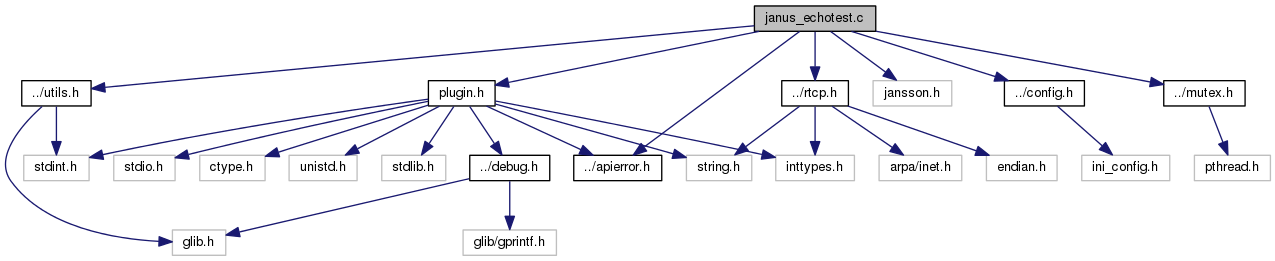 janus_echotest.c
../utils.h
plugin.h
../rtcp.h
jansson.h
../config.h
../mutex.h
stdint.h
stdio.h
ctype.h
unistd.h
stdlib.h
../debug.h
../apierror.h
string.h
inttypes.h
arpa/inet.h
endian.h
ini_config.h
pthread.h
glib.h
glib/gprintf.h